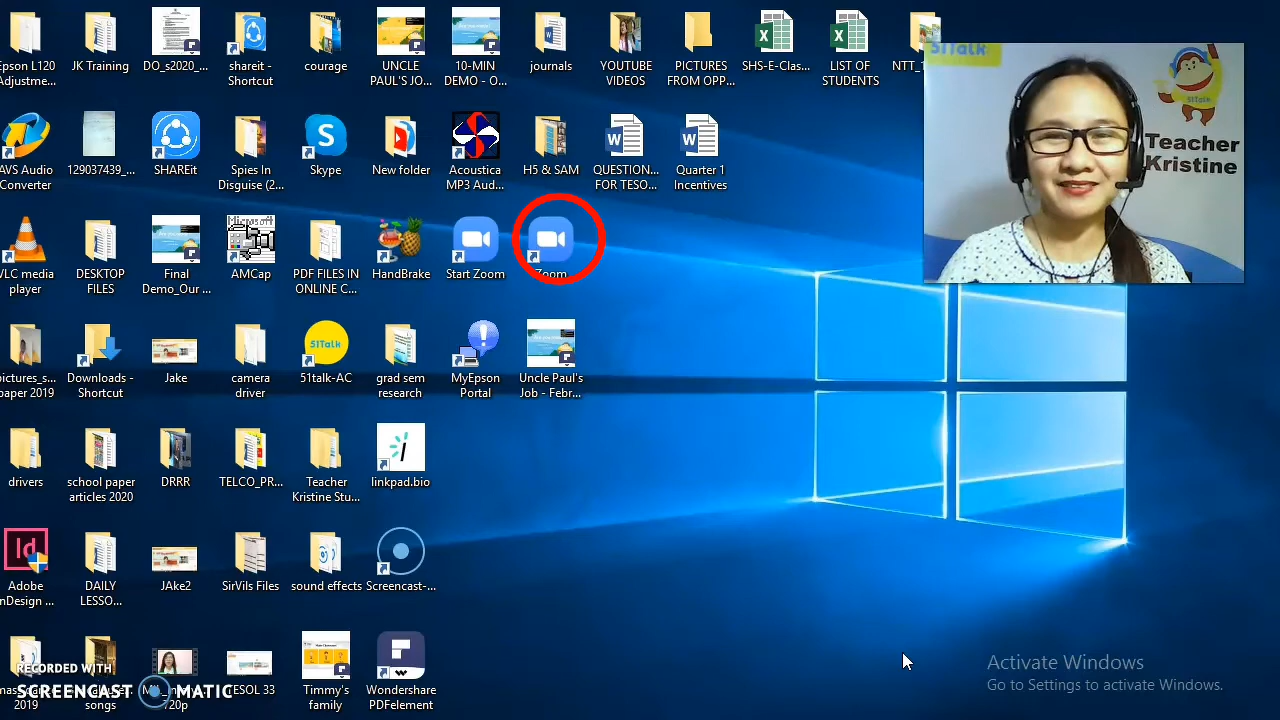 Epson L120
Adjustme...
JK Training
DO_s2020_...
shareit -
Shortcut
courage
UNCLE
PAUL'S JO...
10-MIN
DEMO - O...
journals
YOUTUBE
VIDEOS
PICTURES
FROM OPP...
SHS-E-Clas...
LIST OF
STUDENTS
51Talk
Teacher
Kristine
AVS Audio
Converter
129037439_...
SHAREit
Spies In
Disguise (2...
Skype
New folder
Acoustica
MP3 Aud...
H5 & SAM
QUESTION...
FOR TESO...
Quarter 1
Incentives
VLC media
player
DESKTOP
FILES
Final
Demo_Our ...
Microsoft
AMCap
PDF FILES IN
ONLINE C...
HandBrake
Start Zoom
Zoom
pictures_s...
paper 2019
Downloads -
Shortcut
Jake
camera
driver
51Talk
51talk-AC
grad sem
research
MyEpson
Portal
Uncle Paul's
Job - Febr...
drivers
school paper
articles 2020
DRRR
TELCO_PR...
Teacher
Kristine Stu...
linkpad.bio
Id
Adobe
InDesign ...
DAILY
LESSO...
JAke2
SirVils Files
sound effects
Screencast-...
2019
songs
720p
TESOL 33
Timmy's
family
Wondershare
PDFelement
RECORDED WITH
SCREENCAST MATIC
Activate Windows
Go to Settings to activate Windows.